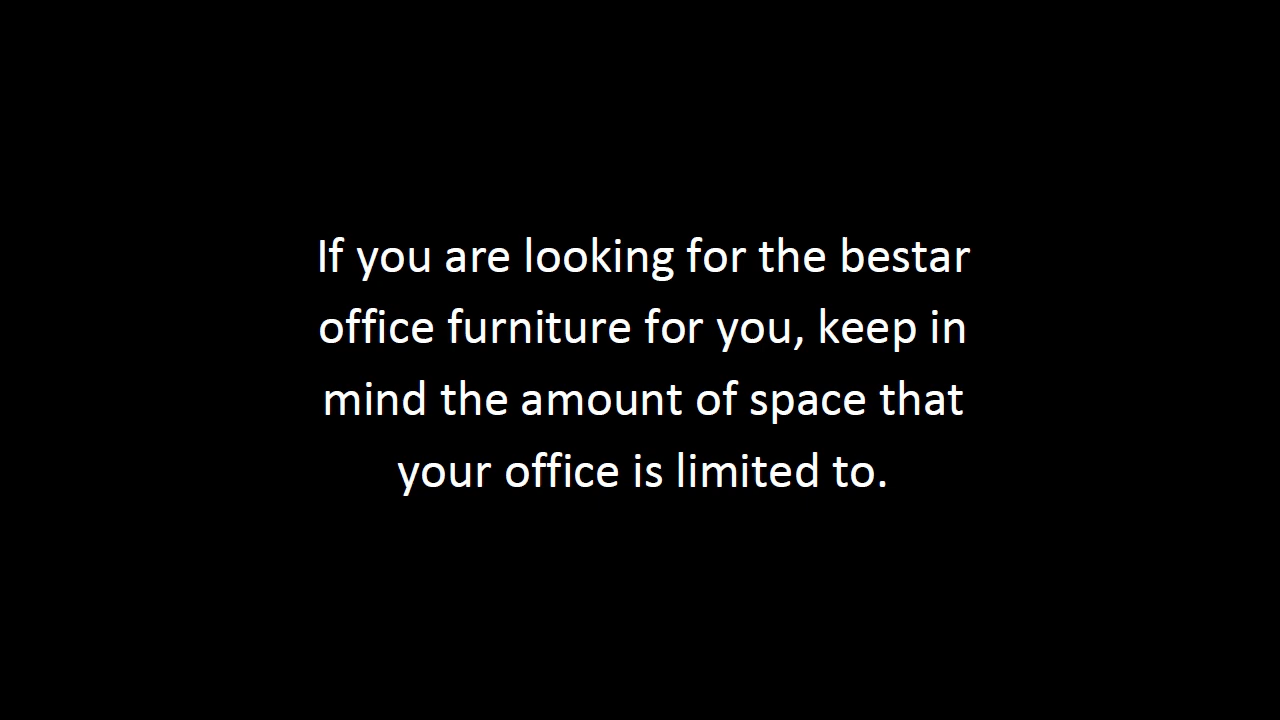 If you are looking for the bestar
office furniture for you, keep in
mind the amount of space that
your office is limited to.